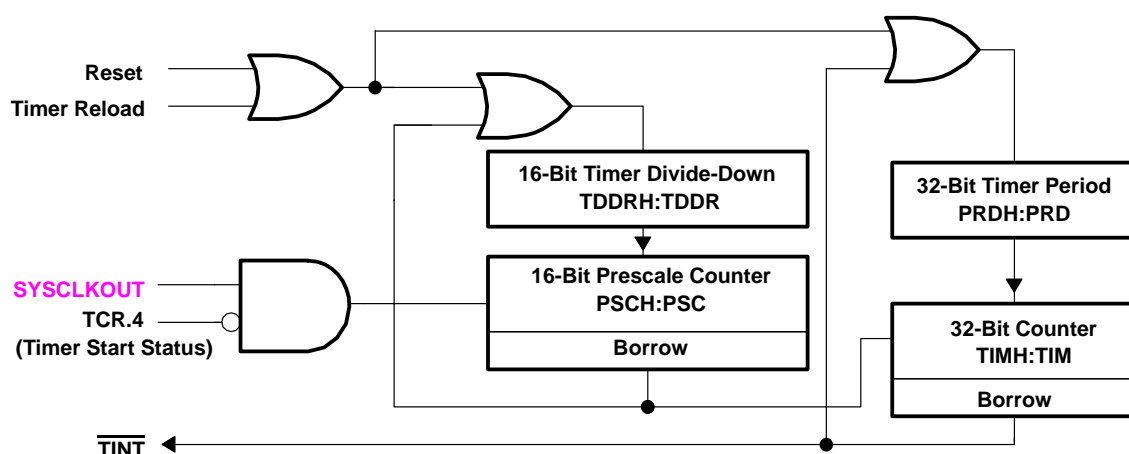 Reset
Timer Reload
16-Bit Timer Divide-Down
TDDRH:TDDR
32-Bit Timer Period
PRDH:PRD
SYSCLKOUT
TCR.4
(Timer Start Status)
16-Bit Prescale Counter
PSCH:PSC
Borrow
32-Bit Counter
TIMH:TIM
Borrow
TINT